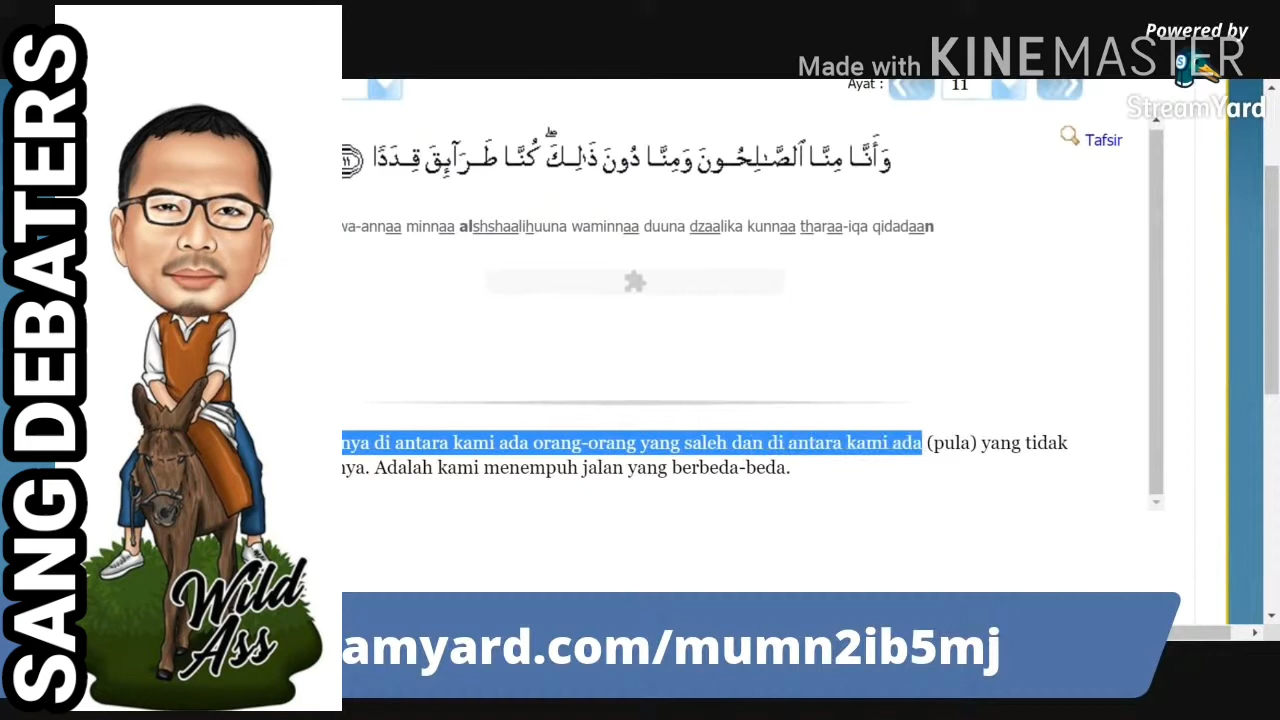 SANG DEBATERS
Powered by
Made with KINEMASTER
StreamYard
Ayat : 11
Tafsir
وَأَنَّا مِنَّا ٱلصَّـٰلِحُونَ وَمِنَّا دُونَ ذَٰلِكَ ۖ كُنَّا طَرَآئِقَ قِدَدًا ﴿١١﴾
wa-annaa minnaa alshshaalihuuna waminnaa duuna dzaalika kunnaa tharaa-iqa qidadaan
nya di antara kami ada orang-orang yang saleh dan di antara kami ada (pula) yang tidak
nya. Adalah kami menempuh jalan yang berbeda-beda.
Wild
Ass
amyard.com/mumn2ib5mj